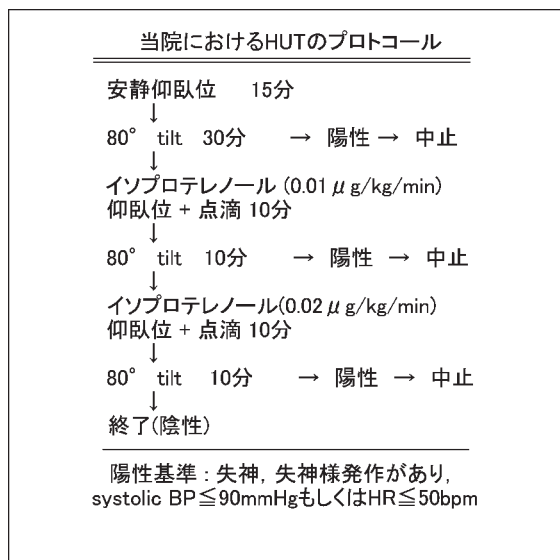 当院におけるHUTのプロトコール
安静仰臥位 15分
↓
80° tilt 30分 → 陽性 → 中止
↓
イソプロテレノール (0.01μg/kg/min)
仰臥位 + 点滴 10分
↓
80° tilt 10分 → 陽性 → 中止
↓
イソプロテレノール(0.02μg/kg/min)
仰臥位 + 点滴 10分
↓
80° tilt 10分 → 陽性 → 中止
↓
終了(陰性)
陽性基準 : 失神, 失神様発作があり,
systolic BP≦90mmHgもしくはHR≦50bpm